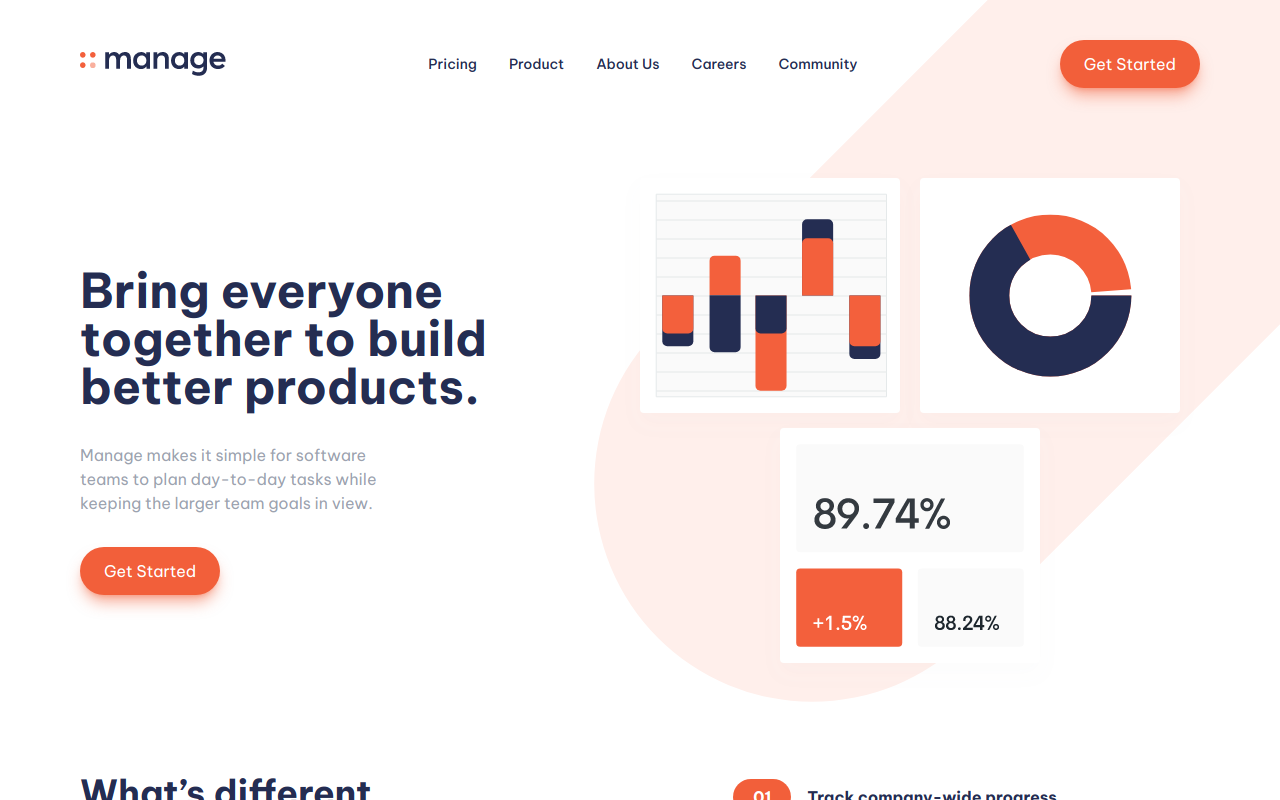 manage
Pricing Product About Us Careers Community
Get Started
Bring everyone
together to build
better products.
Manage makes it simple for software
teams to plan day-to-day tasks while
keeping the larger team goals in view.
Get Started
89.74%
+1.5% 88.24%
What’s different
01 Track company-wide progress